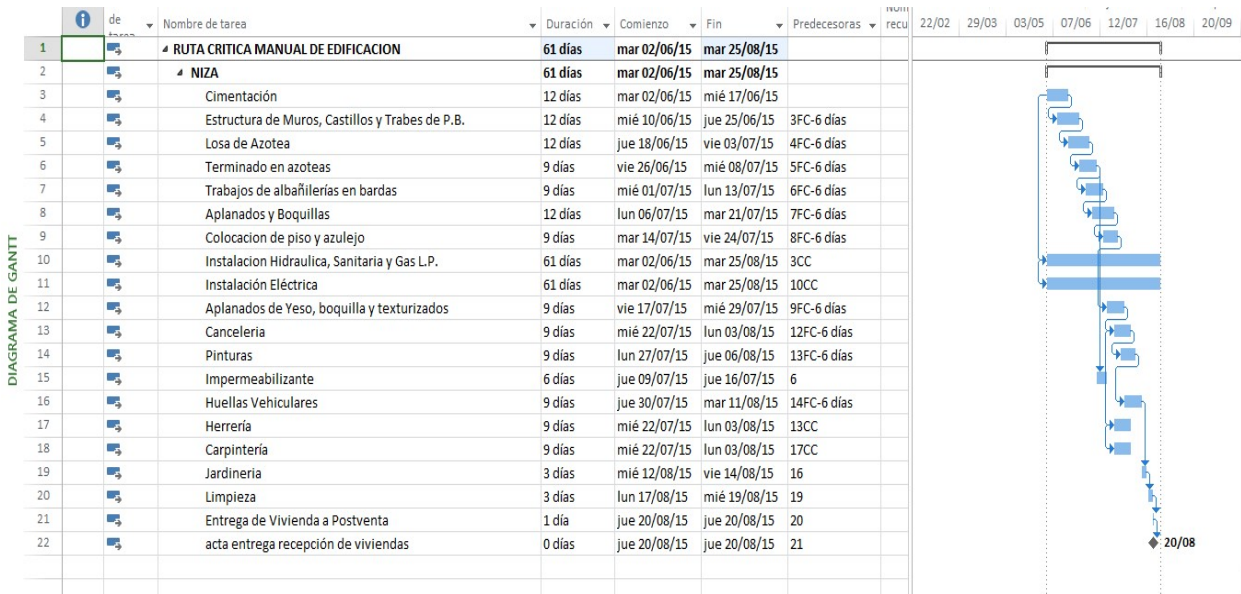 de tarea Nombre de tarea Duración Comienzo Fin Predecesoras recu 22/02 29/03 03/05 07/06 12/07 16/08 20/09
1 RUTA CRITICA MANUAL DE EDIFICACION 61 días mar 02/06/15 mar 25/08/15
2 NIZA 61 días mar 02/06/15 mar 25/08/15
3 Cimentación 12 días mar 02/06/15 mié 17/06/15
4 Estructura de Muros, Castillos y Trabes de P.B. 12 días mié 10/06/15 jue 25/06/15 3FC-6 días
5 Losa de Azotea 12 días jue 18/06/15 vie 03/07/15 4FC-6 días
6 Terminado en azoteas 9 días vie 26/06/15 mié 08/07/15 5FC-6 días
7 Trabajos de albañilerías en bardas 9 días mié 01/07/15 lun 13/07/15 6FC-6 días
8 Aplanados y Boquillas 12 días lun 06/07/15 mar 21/07/15 7FC-6 días
9 Colocacion de piso y azulejo 9 días mar 14/07/15 vie 24/07/15 8FC-6 días
10 Instalacion Hidraulica, Sanitaria y Gas L.P. 61 días mar 02/06/15 mar 25/08/15 3CC
11 Instalación Eléctrica 61 días mar 02/06/15 mar 25/08/15 10CC
12 Aplanados de Yeso, boquilla y texturizados 9 días vie 17/07/15 mié 29/07/15 9FC-6 días
13 Canceleria 9 días mié 22/07/15 lun 03/08/15 12FC-6 días
14 Pinturas 9 días lun 27/07/15 jue 06/08/15 13FC-6 días
15 Impermeabilizante 6 días jue 09/07/15 jue 16/07/15 6
16 Huellas Vehiculares 9 días jue 30/07/15 mar 11/08/15 14FC-6 días
17 Herrería 9 días mié 22/07/15 lun 03/08/15 13CC
18 Carpintería 9 días mié 22/07/15 lun 03/08/15 17CC
19 Jardineria 3 días mié 12/08/15 vie 14/08/15 16
20 Limpieza 3 días lun 17/08/15 mié 19/08/15 19
21 Entrega de Vivienda a Postventa 1 día jue 20/08/15 jue 20/08/15 20
22 acta entrega recepción de viviendas 0 días jue 20/08/15 jue 20/08/15 21 20/08
DIAGRAMA DE GANTT